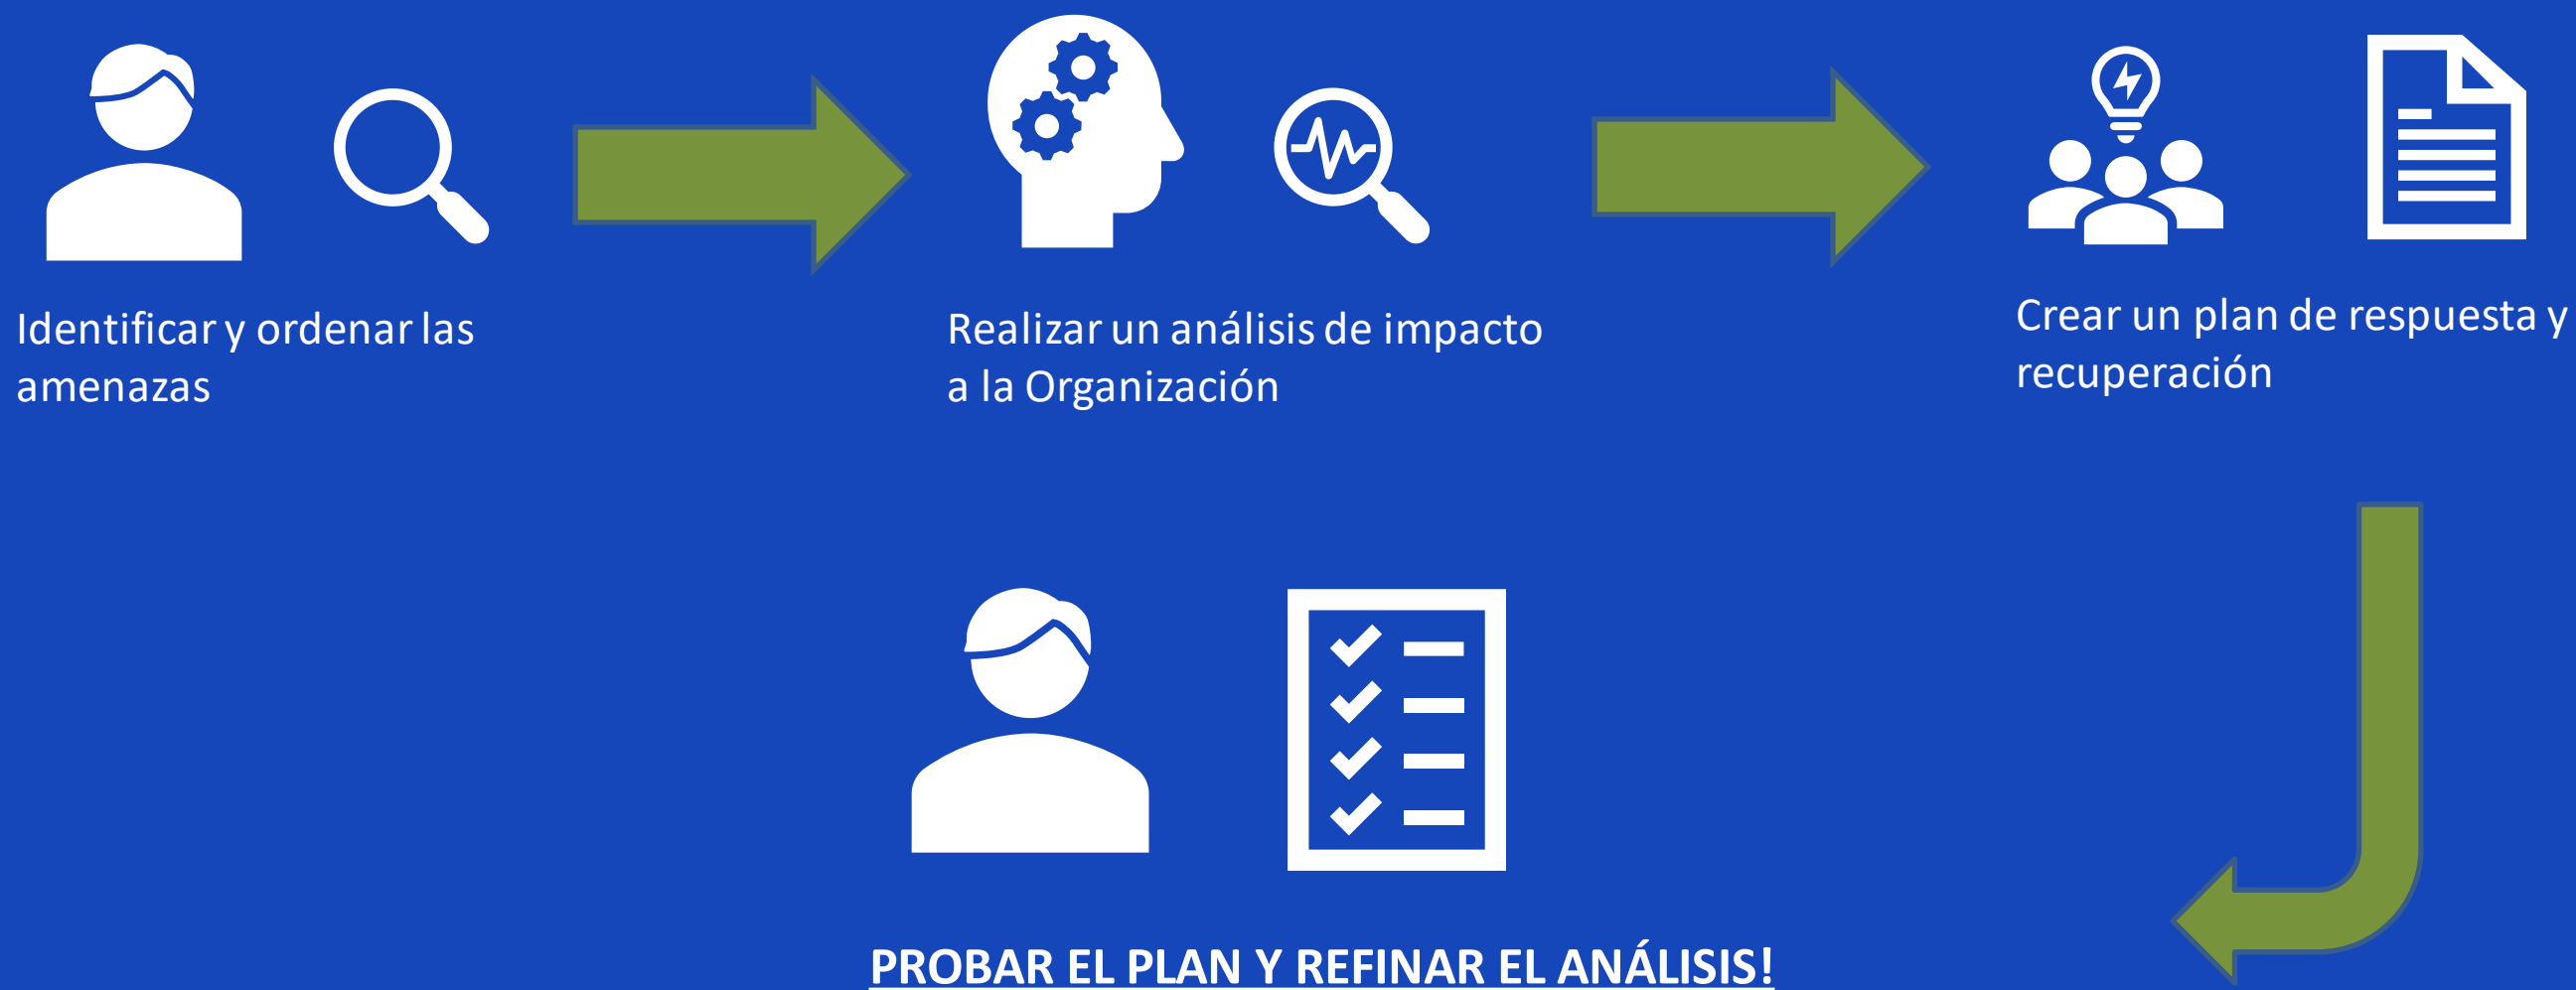 Identificar y ordenar las
amenazas
Realizar un análisis de impacto
a la Organización
Crear un plan de respuesta y
recuperación
PROBAR EL PLAN Y REFINAR EL ANÁLISIS!